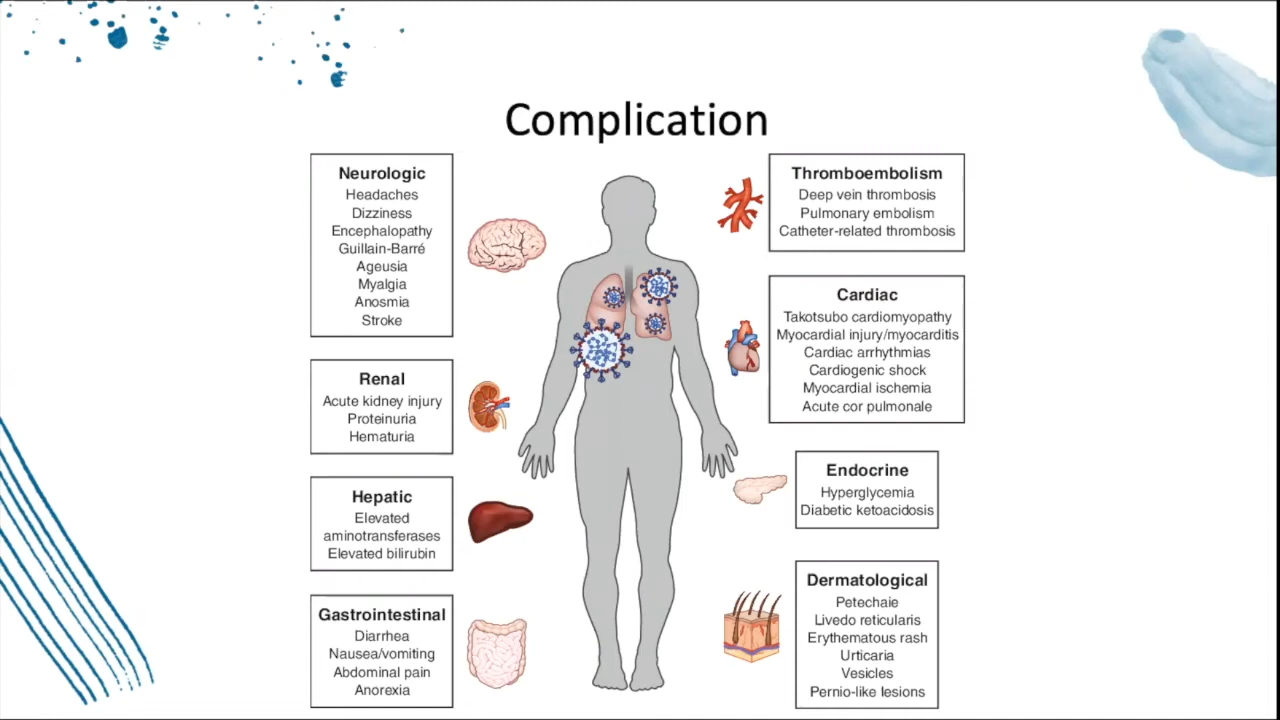 Complication
Neurologic
Headaches
Dizziness
Encephalopathy
Guillain-Barré
Ageusia
Myalgia
Anosmia
Stroke
Renal
Acute kidney injury
Proteinuria
Hematuria
Hepatic
Elevated
aminotransferases
Elevated bilirubin
Gastrointestinal
Diarrhea
Nausea/vomiting
Abdominal pain
Anorexia
Thromboembolism
Deep vein thrombosis
Pulmonary embolism
Catheter-related thrombosis
Cardiac
Takotsubo cardiomyopathy
Myocardial injury/myocarditis
Cardiac arrhythmias
Cardiogenic shock
Myocardial ischemia
Acute cor pulmonale
Endocrine
Hyperglycemia
Diabetic ketoacidosis
Dermatological
Petechaie
Livedo reticularis
Erythematous rash
Urticaria
Vesicles
Pernio-like lesions